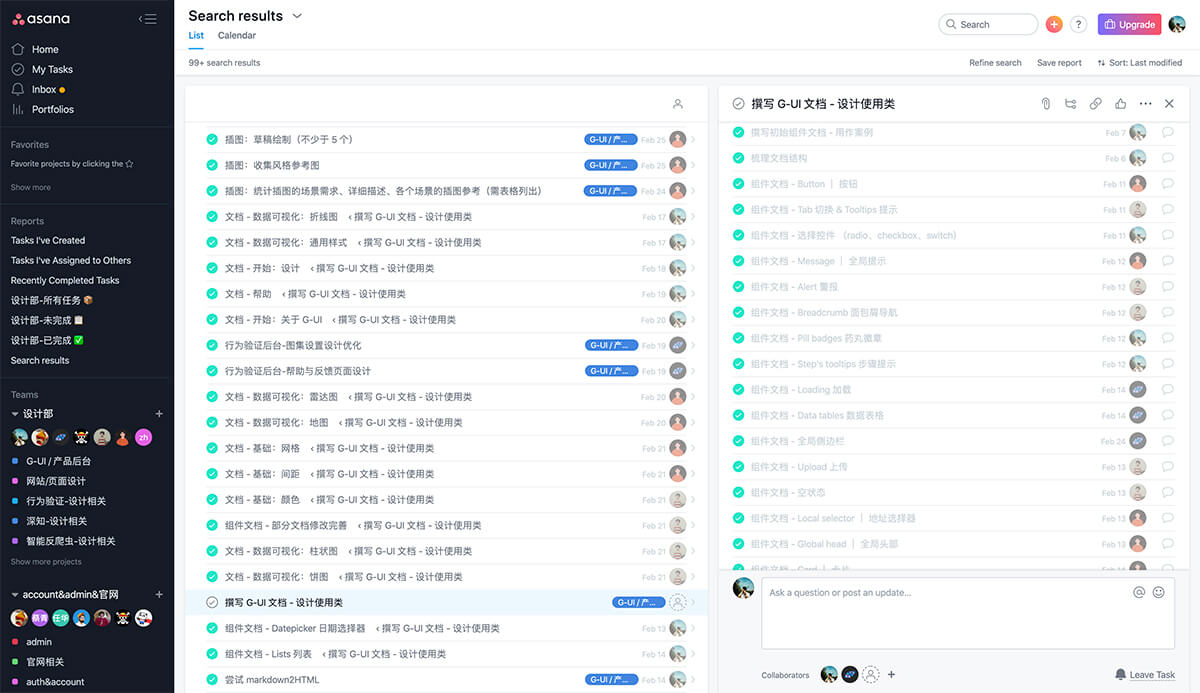 asana
Home
My Tasks
Inbox
Portfolios
Favorites
Favorite projects by clicking the ☆
Show more
Reports
Tasks I've Created
Tasks I've Assigned to Others
Recently Completed Tasks
设计部-所有任务📦
设计部-未完成📋
设计部-已完成✅
Search results
Teams
设计部 +
zh
G-UI / 产品后台
网站/页面设计
行为验证-设计相关
深知-设计相关
智能反爬虫-设计相关
Show more projects
account&admin&官网 +
蔡菁 任华
admin
官网相关
auth&account
Search results
List Calendar
99+ search results
Search + ? Upgrade
Refine search Save report Sort: Last modified
插图：草稿绘制（不少于 5 个） G-UI / 产... Feb 25
插图：收集风格参考图 G-UI / 产... Feb 25
插图：统计插图的场景需求、详细描述、各个场景的插图参考（需表格列出） G-UI / 产... Feb 24
文档 - 数据可视化：折线图 ‹ 撰写 G-UI 文档 - 设计使用类 Feb 17
文档 - 数据可视化：通用样式 ‹ 撰写 G-UI 文档 - 设计使用类 Feb 17
文档 - 开始：设计 ‹ 撰写 G-UI 文档 - 设计使用类 Feb 18
文档 - 帮助 ‹ 撰写 G-UI 文档 - 设计使用类 Feb 19
文档 - 开始：关于 G-UI ‹ 撰写 G-UI 文档 - 设计使用类 Feb 20
行为验证后台-图集设置设计优化 G-UI / 产... Feb 19
行为验证后台-帮助与反馈页面设计 G-UI / 产... Feb 19
文档 - 数据可视化：雷达图 ‹ 撰写 G-UI 文档 - 设计使用类 Feb 20
文档 - 数据可视化：地图 ‹ 撰写 G-UI 文档 - 设计使用类 Feb 20
文档 - 基础：网格 ‹ 撰写 G-UI 文档 - 设计使用类 Feb 21
文档 - 基础：间距 ‹ 撰写 G-UI 文档 - 设计使用类 Feb 21
文档 - 基础：颜色 ‹ 撰写 G-UI 文档 - 设计使用类 Feb 21
组件文档 - 部分文档修改完善 ‹ 撰写 G-UI 文档 - 设计使用类 Feb 21
文档 - 数据可视化：柱状图 ‹ 撰写 G-UI 文档 - 设计使用类 Feb 21
文档 - 数据可视化：饼图 ‹ 撰写 G-UI 文档 - 设计使用类 Feb 21
撰写 G-UI 文档 - 设计使用类 G-UI / 产...
组件文档 - Datepicker 日期选择器 ‹ 撰写 G-UI 文档 - 设计使用类 Feb 13
组件文档 - Lists 列表 ‹ 撰写 G-UI 文档 - 设计使用类 Feb 14
尝试 markdown2HTML G-UI / 产... Feb 14
撰写 G-UI 文档 - 设计使用类
撰写初始组件文档 - 用作案例 Feb 7
梳理文档结构 Feb 6
组件文档 - Button ｜ 按钮 Feb 11
组件文档 - Tab 切换 & Tooltips 提示 Feb 11
组件文档 - 选择控件 （radio、checkbox、switch） Feb 11
组件文档 - Message ｜ 全局提示 Feb 12
组件文档 - Alert 警报 Feb 12
组件文档 - Breadcrumb 面包屑导航 Feb 12
组件文档 - Pill badges 药丸徽章 Feb 12
组件文档 - Step's tooltips 步骤提示 Feb 12
组件文档 - Loading 加载 Feb 14
组件文档 - Data tables 数据表格 Feb 14
组件文档 - 全局侧边栏 Feb 24
组件文档 - Upload 上传 Feb 13
组件文档 - 空状态 Feb 13
组件文档 - Local selector ｜ 地址选择器 Feb 13
组件文档 - Global head ｜ 全局头部 Feb 13
组件文档 - Card ｜ 卡片 Feb 14
Ask a question or post an update...
Collaborators + Leave Task